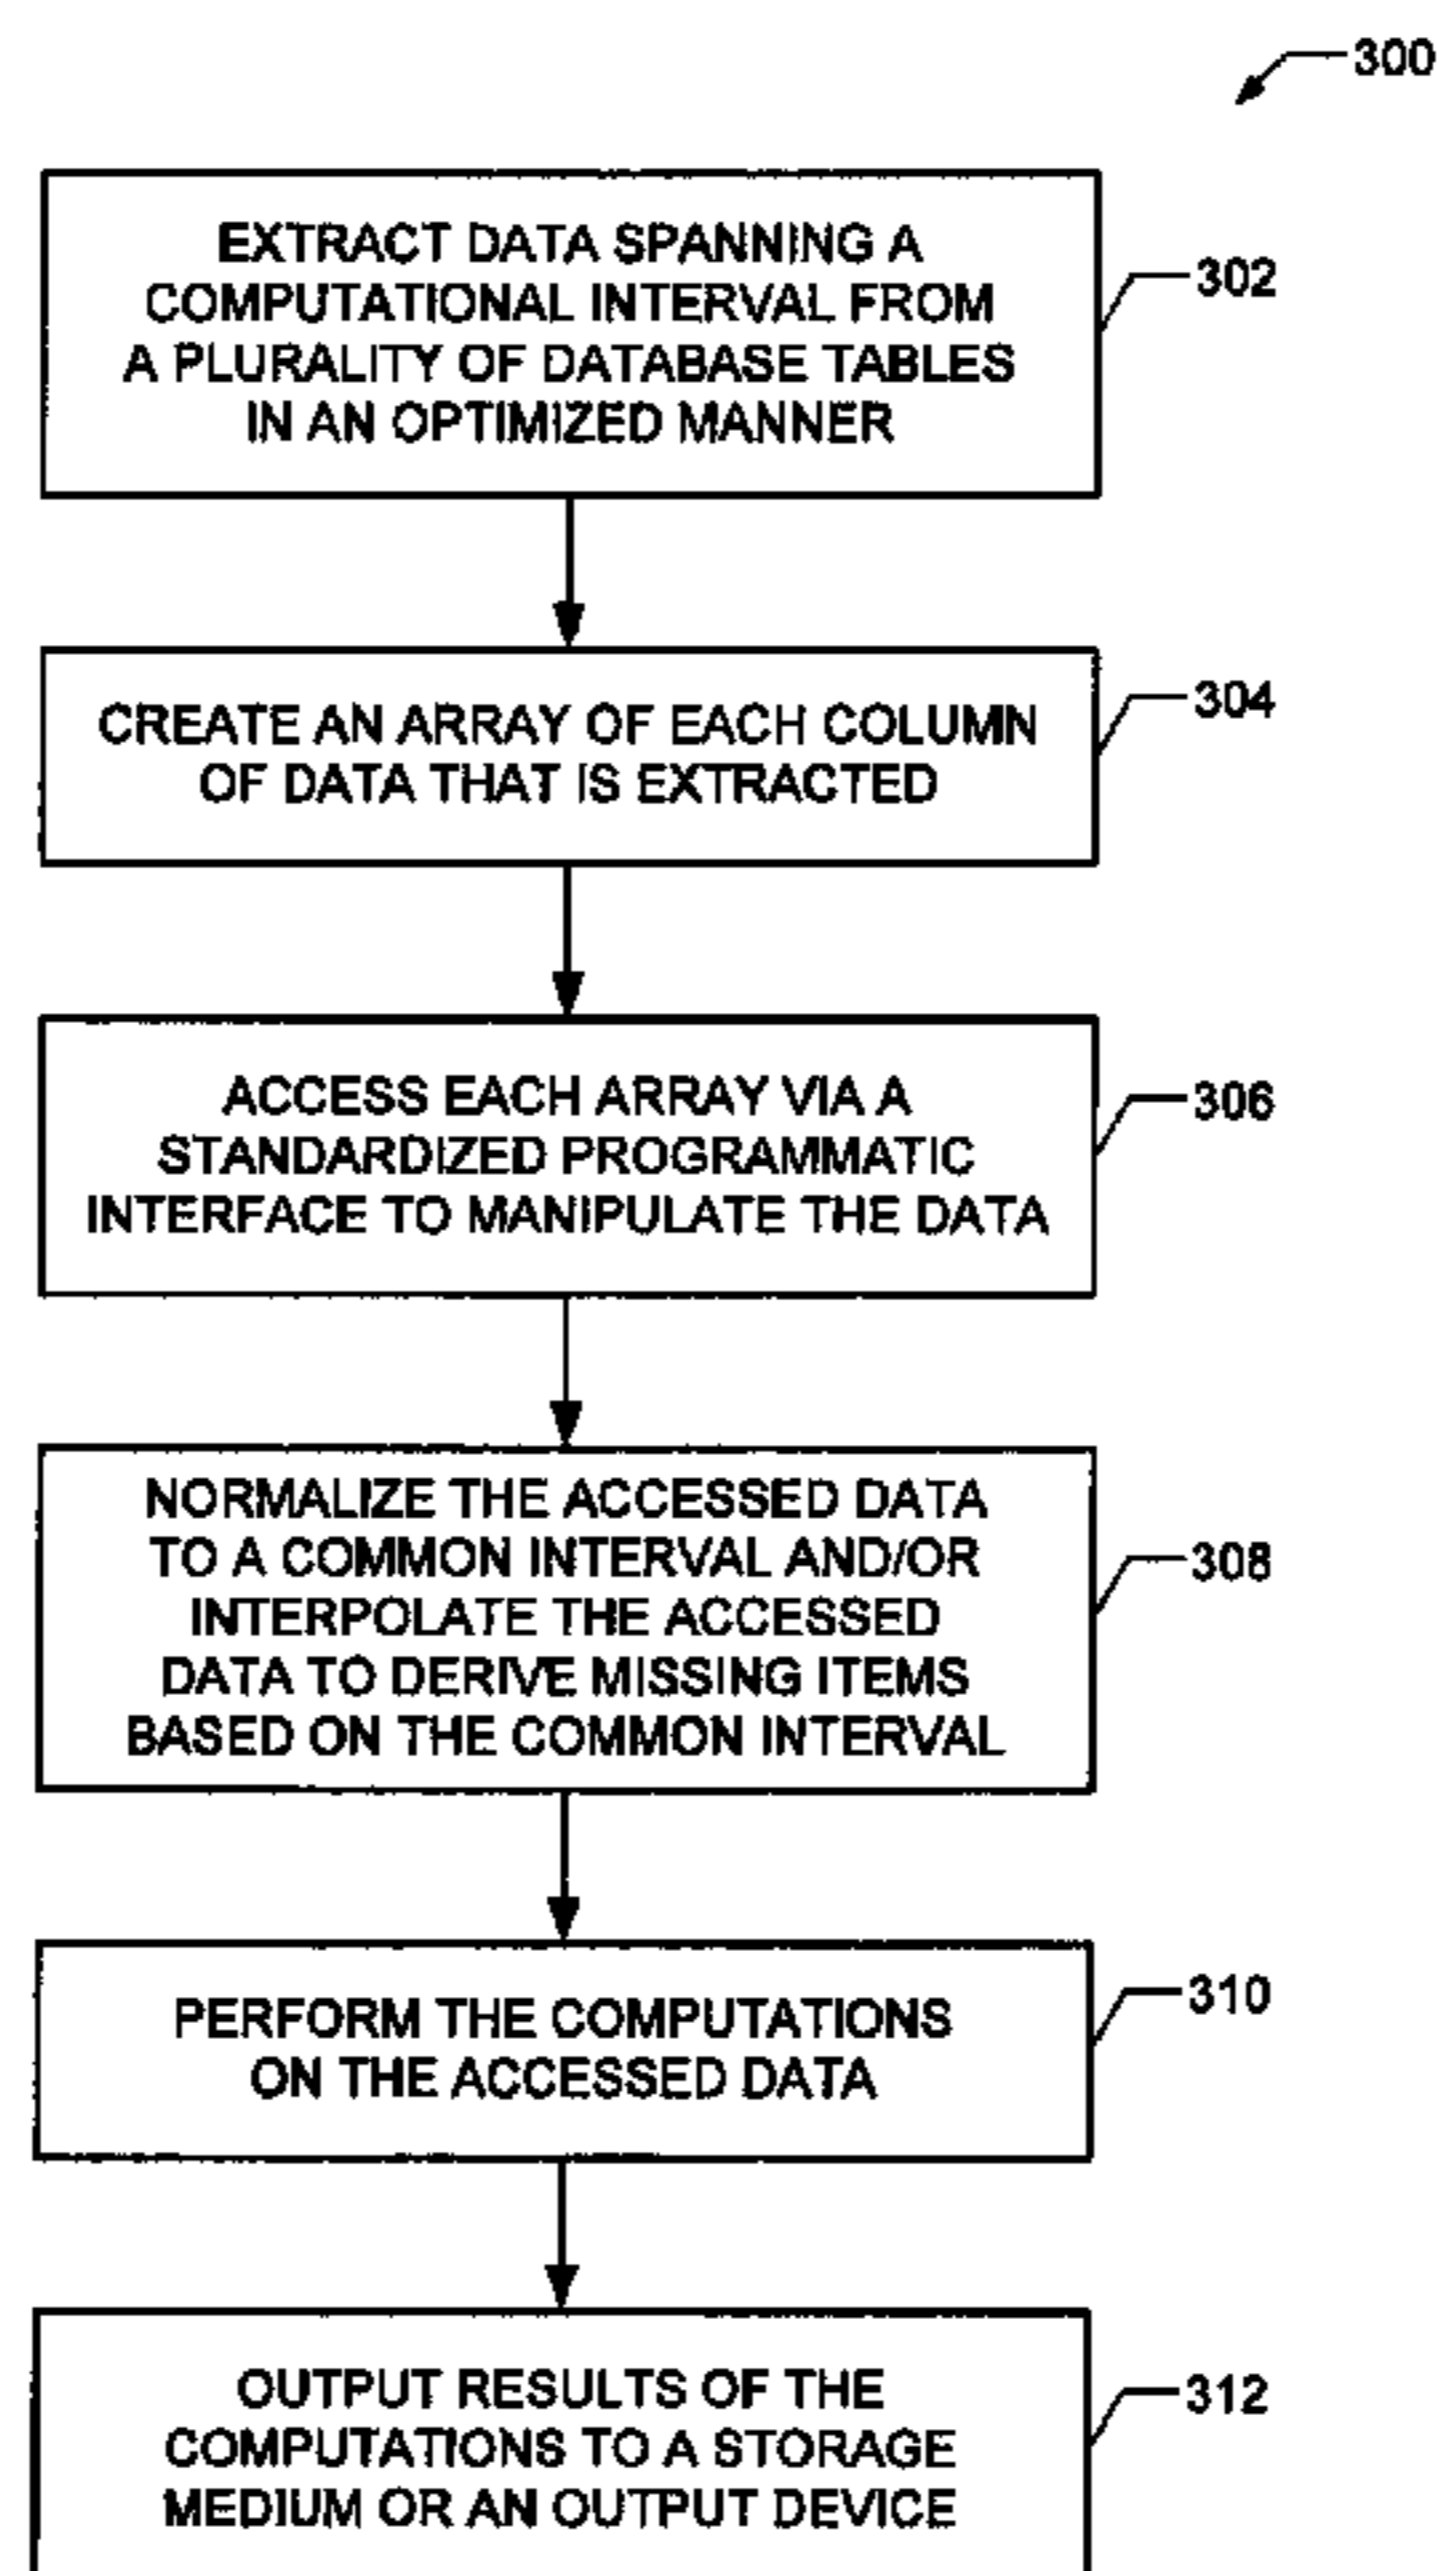 300
EXTRACT DATA SPANNING A
COMPUTATIONAL INTERVAL FROM
A PLURALITY OF DATABASE TABLES
IN AN OPTIMIZED MANNER
302
CREATE AN ARRAY OF EACH COLUMN
OF DATA THAT IS EXTRACTED
304
ACCESS EACH ARRAY VIA A
STANDARDIZED PROGRAMMATIC
INTERFACE TO MANIPULATE THE DATA
306
NORMALIZE THE ACCESSED DATA
TO A COMMON INTERVAL AND/OR
INTERPOLATE THE ACCESSED
DATA TO DERIVE MISSING ITEMS
BASED ON THE COMMON INTERVAL
308
PERFORM THE COMPUTATIONS
ON THE ACCESSED DATA
310
OUTPUT RESULTS OF THE
COMPUTATIONS TO A STORAGE
MEDIUM OR AN OUTPUT DEVICE
312